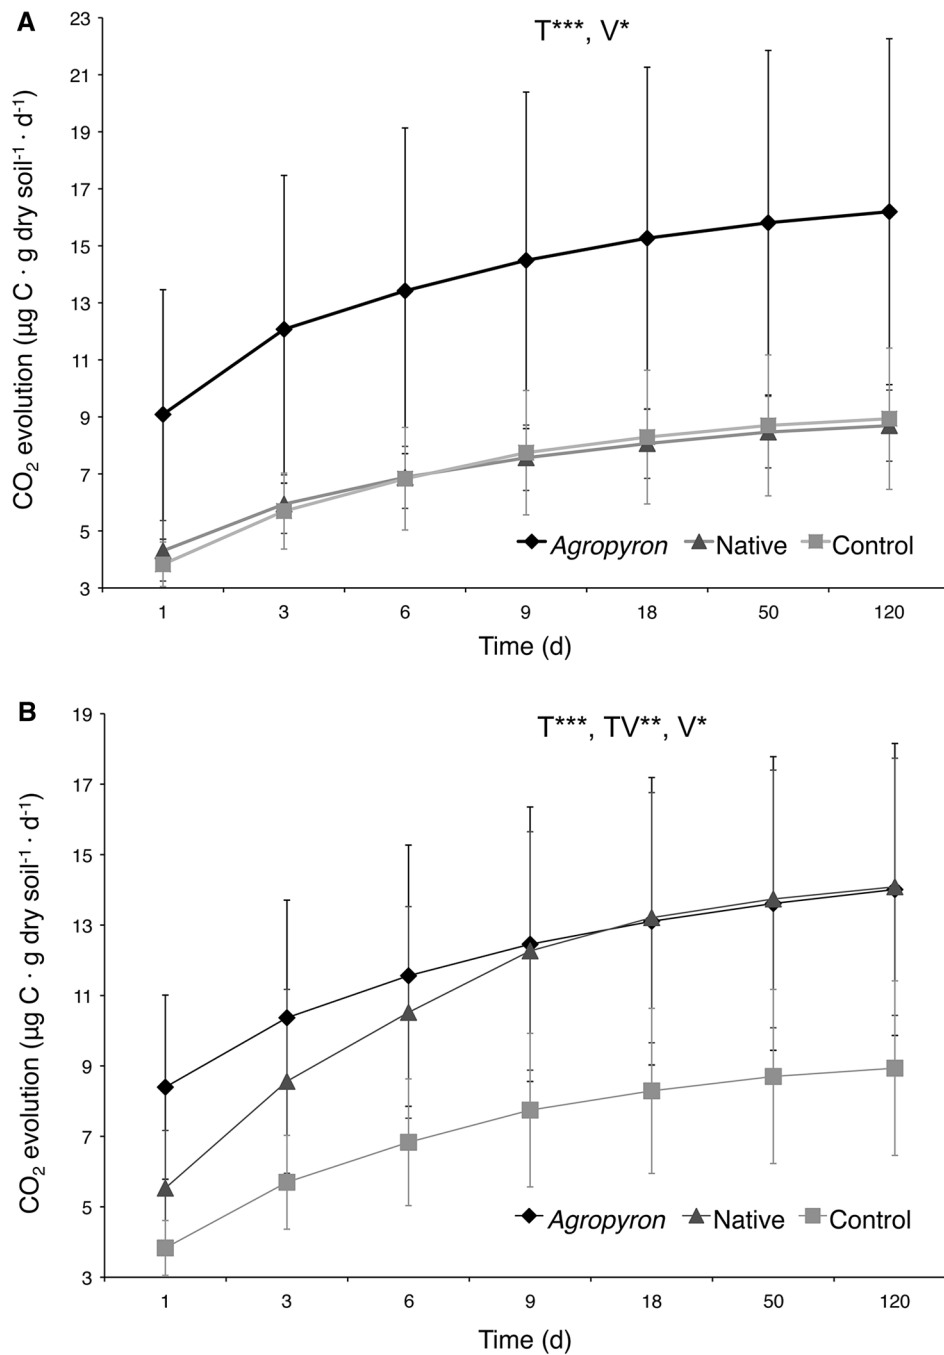 A
T***, V*
CO₂ evolution (µg C · g dry soil⁻¹ · d⁻¹)
23
21
19
17
15
13
11
9
7
5
3
Agropyron Native Control
1 3 6 9 18 50 120
Time (d)
B
T***, TV**, V*
CO₂ evolution (µg C · g dry soil⁻¹ · d⁻¹)
19
17
15
13
11
9
7
5
3
Agropyron Native Control
1 3 6 9 18 50 120
Time (d)